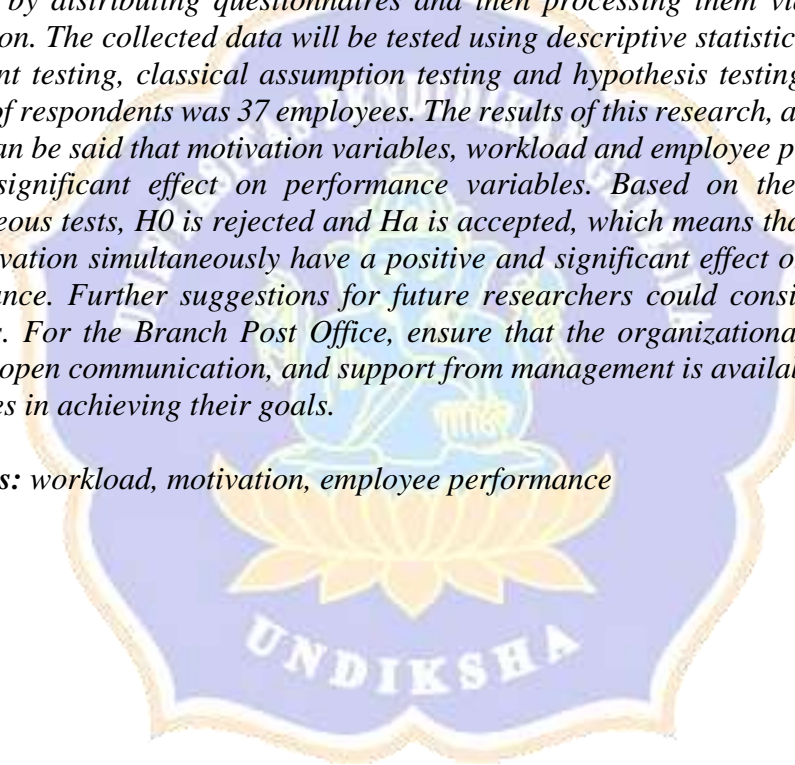 by distributing questionnaires and then processing them
on. The collected data will be tested using descriptive statistic
nt testing, classical assumption testing and hypothesis testing
of respondents was 37 employees. The results of this research, a
an be said that motivation variables, workload and employee p
significant effect on performance variables. Based on the
eous tests, H0 is rejected and Ha is accepted, which means tha
vation simultaneously have a positive and significant effect o
ance. Further suggestions for future researchers could consi
r. For the Branch Post Office, ensure that the organizational
open communication, and support from management is availa
es in achieving their goals.
s: workload, motivation, employee performance
UNDIKSHA